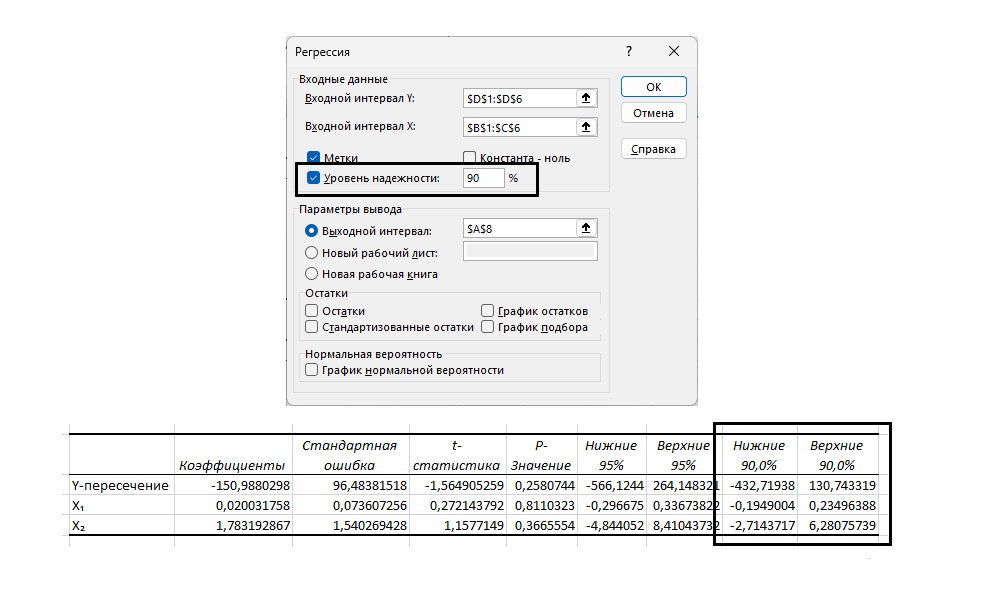 Регрессия ? ×
Входные данные
Входной интервал Y: $D$1:$D$6 ОК
Входной интервал X: $B$1:$C$6 Отмена
Метки Константа - ноль Справка
Уровень надежности: 90 %
Параметры вывода
Выходной интервал: $A$8
Новый рабочий лист:
Новая рабочая книга
Остатки
Остатки График остатков
Стандартизованные остатки График подбора
Нормальная вероятность
График нормальной вероятности
Стандартная t- P- Нижние Верхние Нижние Верхние
Коэффициенты ошибка статистика Значение 95% 95% 90,0% 90,0%
Y-пересечение -150,9880298 96,48381518 -1,564905259 0,2580744 -566,1244 264,148321 -432,71938 130,743319
X₁ 0,020031758 0,073607256 0,272143792 0,8110323 -0,296675 0,33673822 -0,1949004 0,23496388
X₂ 1,783192867 1,540269428 1,1577149 0,3665554 -4,844052 8,41043732 -2,7143717 6,28075739